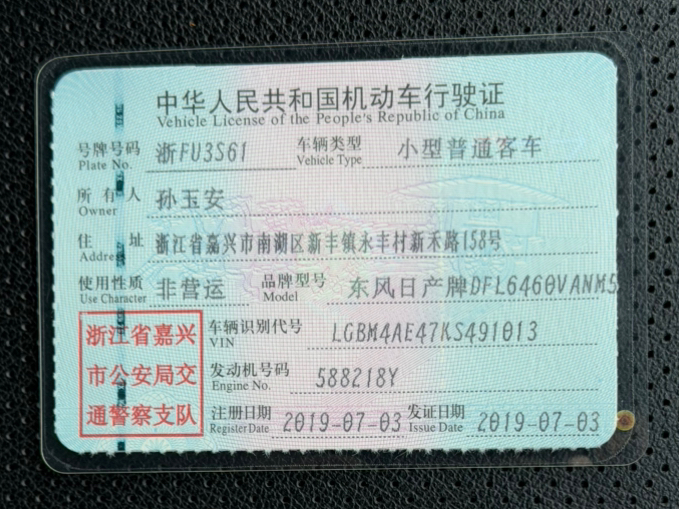 中华人民共和国机动车行驶证
Vehicle License of the People's Republic of China
号牌号码 浙FU3S61 车辆类型 小型普通客车
Plate No. Vehicle Type
所有人 孙玉安
Owner
住址 浙江省嘉兴市南湖区新丰镇永丰村新禾路158号
Address
使用性质 非营运 品牌型号 东风日产牌DFL6460VANM5
Use Character Model
浙江省嘉兴
市公安局交
通警察支队
车辆识别代号 LGBM4AE47KS491013
VIN
发动机号码 588218Y
Engine No.
注册日期 2019-07-03 发证日期 2019-07-03
Register Date Issue Date